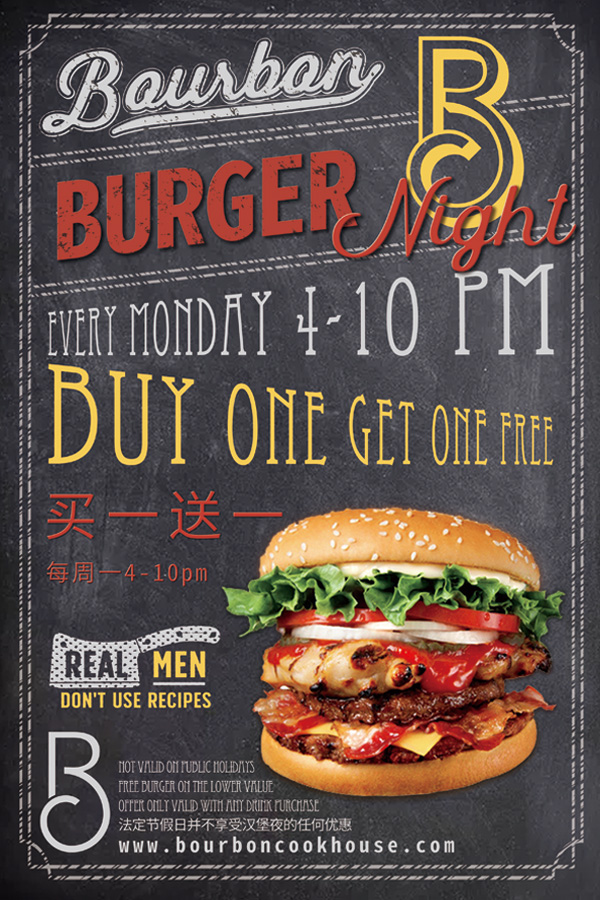 Bourbon
B
BURGER Night
EVERY MONDAY 4-10 PM
BUY ONE GET ONE FREE
买一送一
每周一4-10pm
REAL MEN
DON'T USE RECIPES
B
NOT VALID ON PUBLIC HOLIDAYS
FREE BURGER ON THE LOWER VALUE
OFFER ONLY VALID WITH ANY DRINK PURCHASE
法定节假日并不享受汉堡夜的任何优惠
www.bourboncookhouse.com